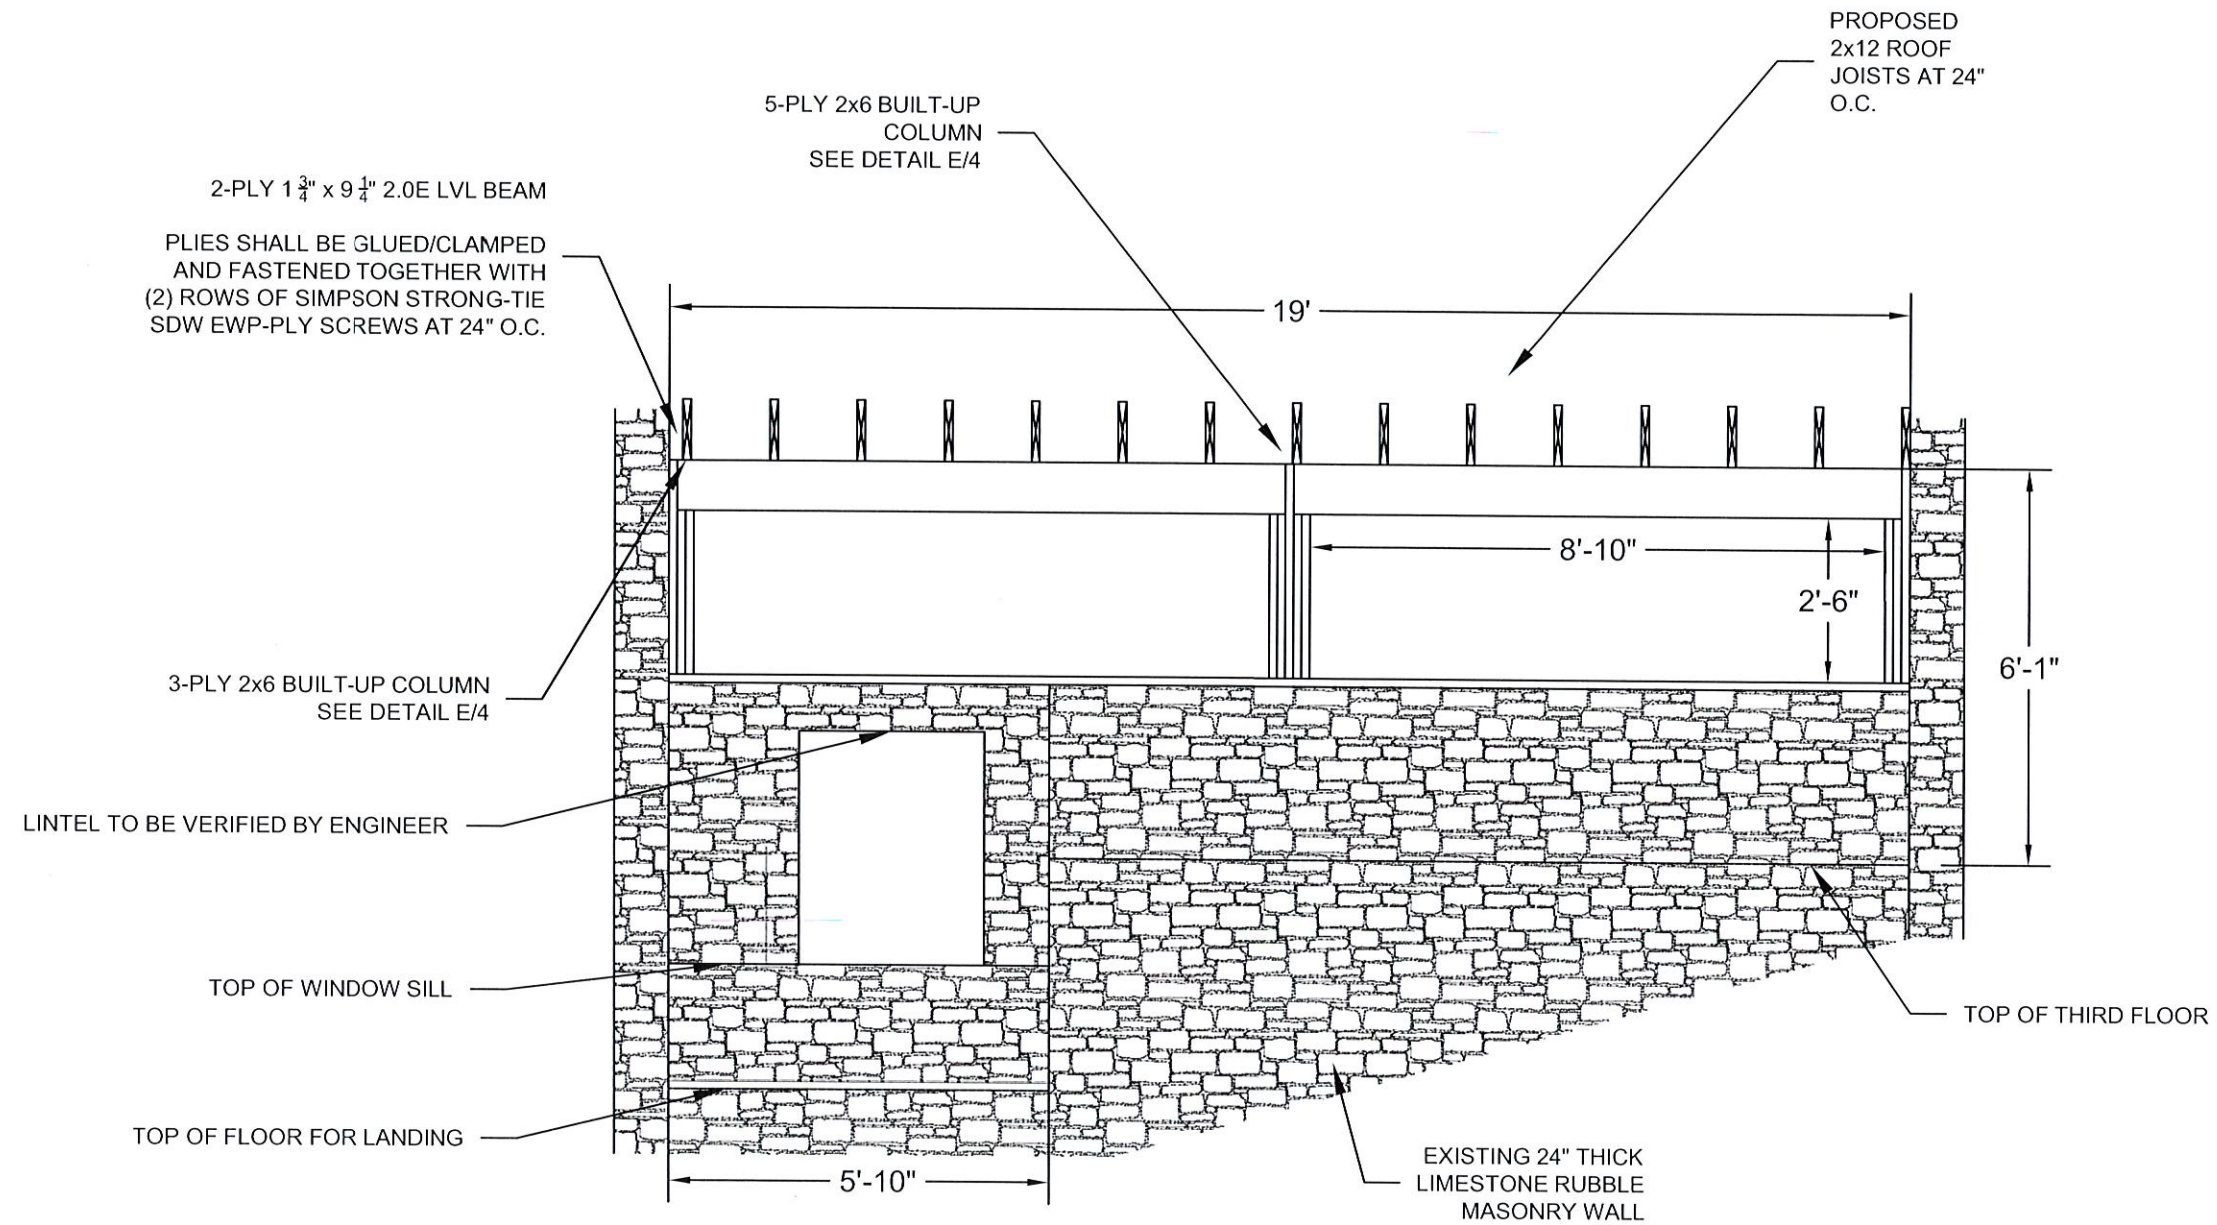 PROPOSED
2x12 ROOF
JOISTS AT 24"
O.C.
5-PLY 2x6 BUILT-UP
COLUMN
SEE DETAIL E/4
2-PLY 1 3/4" x 9 1/4" 2.0E LVL BEAM
PLIES SHALL BE GLUED/CLAMPED
AND FASTENED TOGETHER WITH
(2) ROWS OF SIMPSON STRONG-TIE
SDW EWP-PLY SCREWS AT 24" O.C.
19'
8'-10"
2'-6"
6'-1"
3-PLY 2x6 BUILT-UP COLUMN
SEE DETAIL E/4
LINTEL TO BE VERIFIED BY ENGINEER
TOP OF WINDOW SILL
TOP OF THIRD FLOOR
TOP OF FLOOR FOR LANDING
5'-10"
EXISTING 24" THICK
LIMESTONE RUBBLE
MASONRY WALL